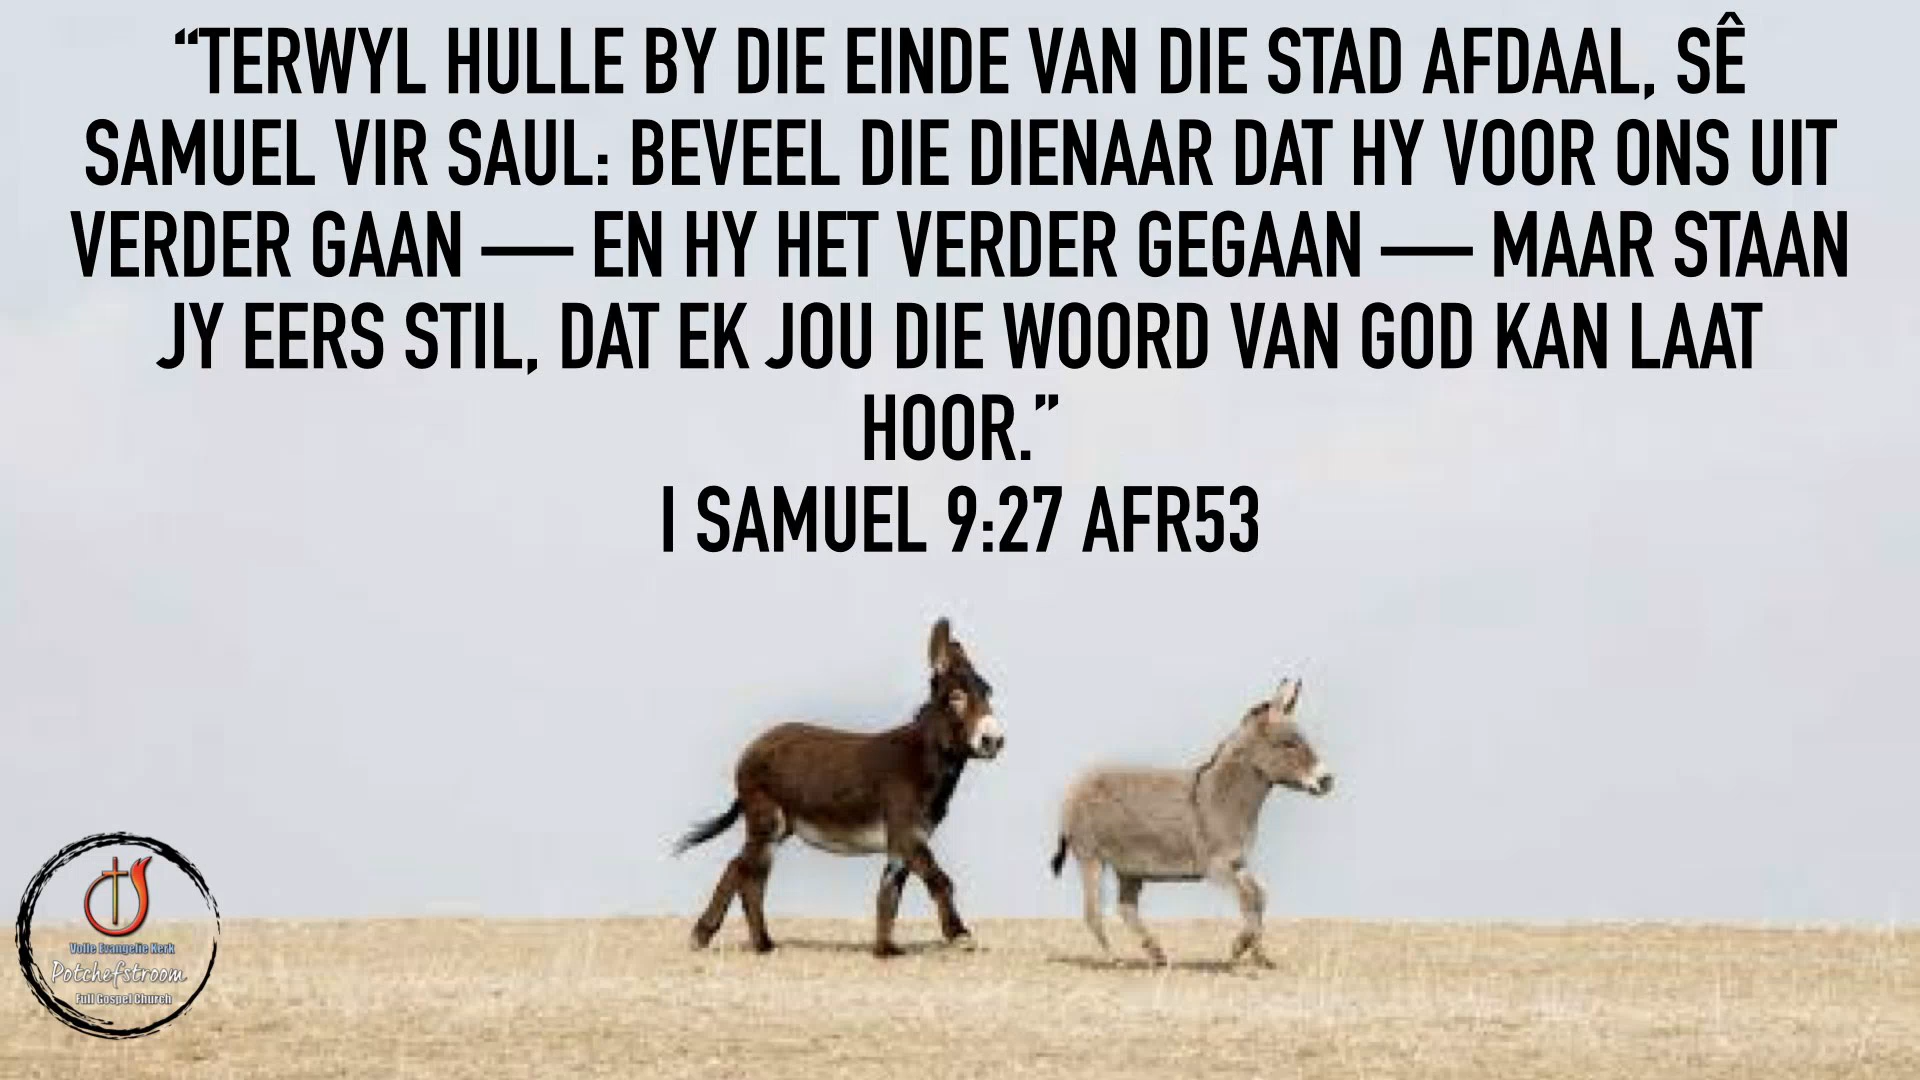 “TERWYL HULLE BY DIE EINDE VAN DIE STAD AFDAAL, SÊ
SAMUEL VIR SAUL: BEVEEL DIE DIENAAR DAT HY VOOR ONS UIT
VERDER GAAN — EN HY HET VERDER GEGAAN — MAAR STAAN
JY EERS STIL, DAT EK JOU DIE WOORD VAN GOD KAN LAAT
HOOR.”
I SAMUEL 9:27 AFR53
Volle Evangelie Kerk
Potchefstroom
Full Gospel Church